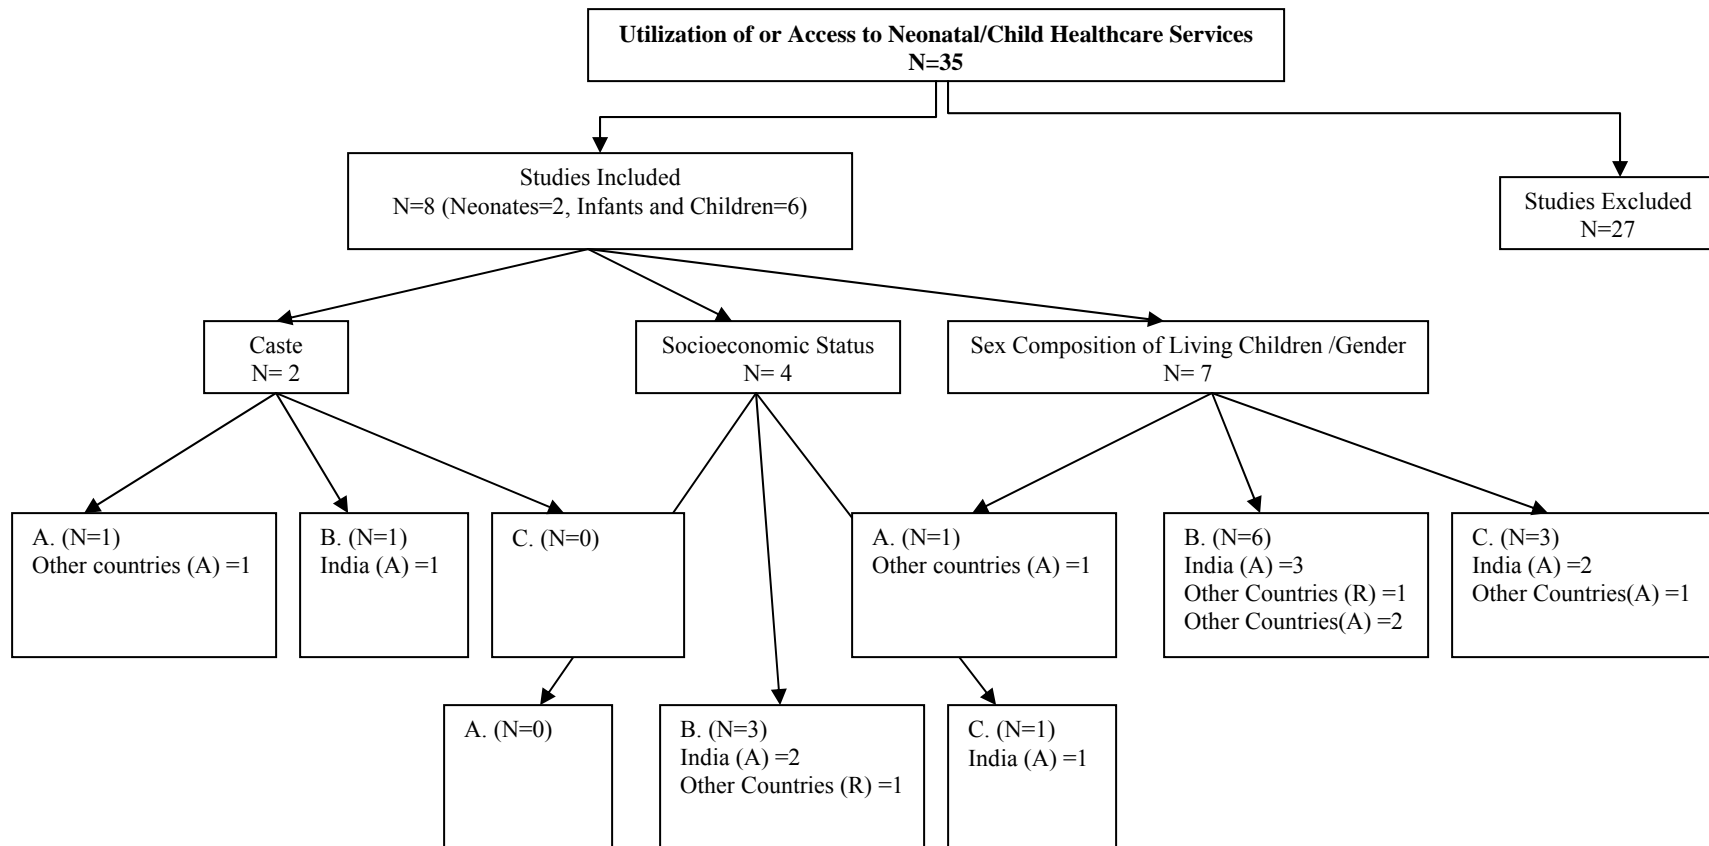 Utilization of or Access to Neonatal/Child Healthcare Services
N=35
Studies Included
N=8 (Neonates=2, Infants and Children=6)
Studies Excluded
N=27
Caste
N= 2
Socioeconomic Status
N= 4
Sex Composition of Living Children /Gender
N= 7
A. (N=1)
Other countries (A) =1
B. (N=1)
India (A) =1
C. (N=0)
A. (N=1)
Other countries (A) =1
B. (N=6)
India (A) =3
Other Countries (R) =1
Other Countries(A) =2
C. (N=3)
India (A) =2
Other Countries(A) =1
A. (N=0)
B. (N=3)
India (A) =2
Other Countries (R) =1
C. (N=1)
India (A) =1